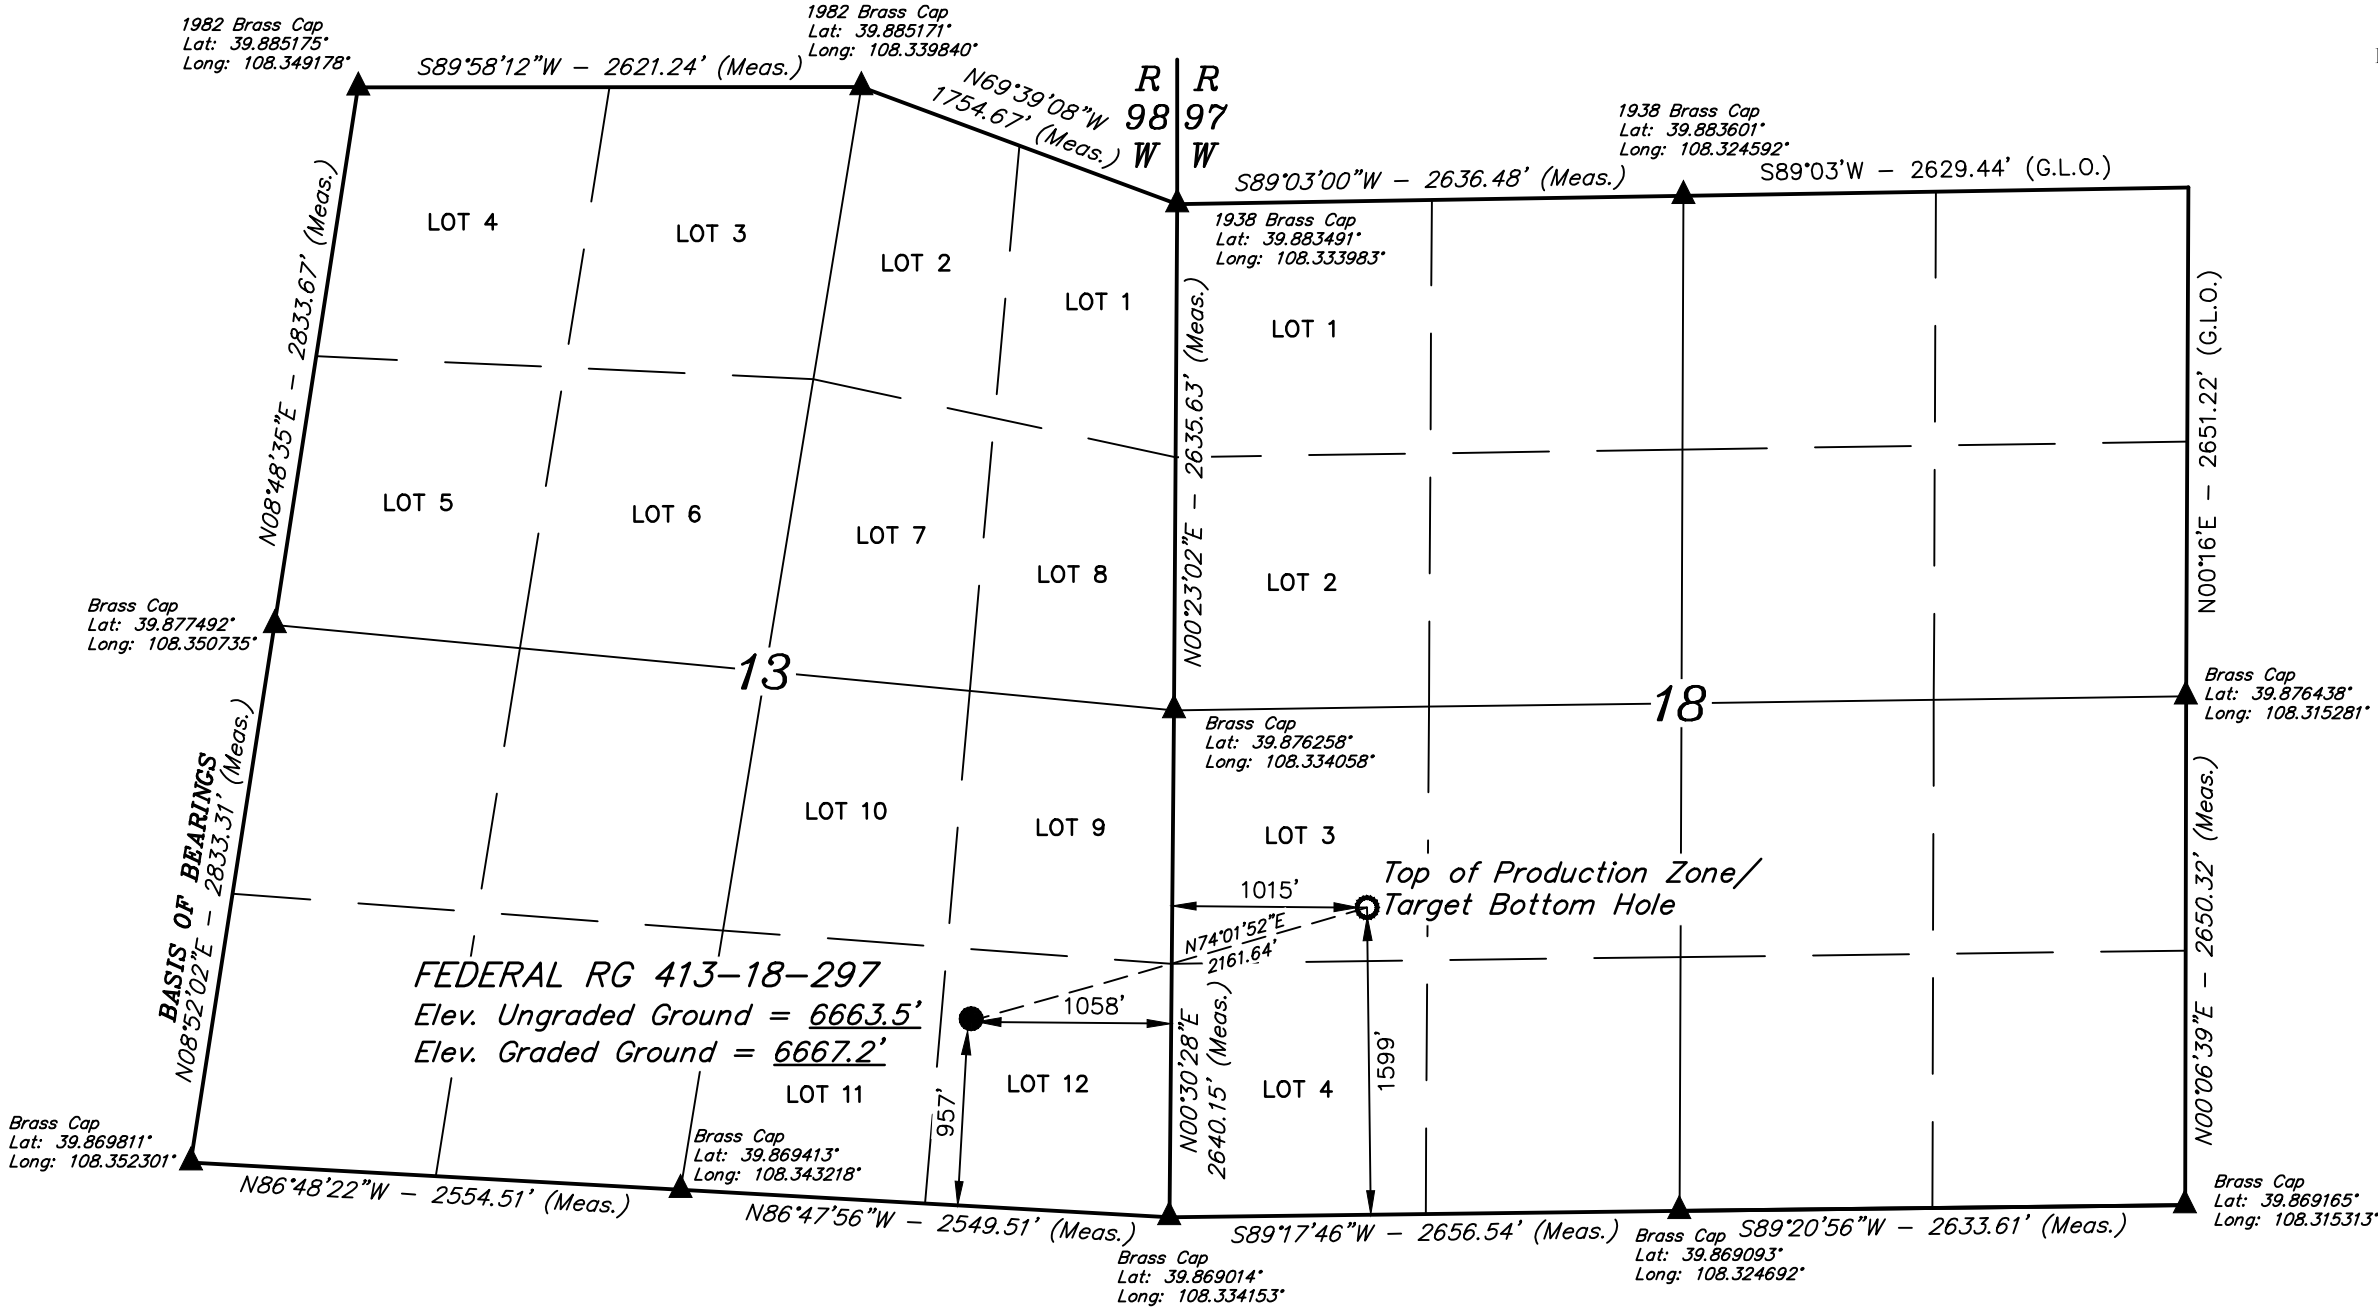 1982 Brass Cap
Lat: 39.885175°
Long: 108.349178°
1982 Brass Cap
Lat: 39.885171°
Long: 108.339840°
S89°58'12"W - 2621.24' (Meas.)
N69°39'08"W
1754.67' (Meas.)
R
98
W
R
97
W
1938 Brass Cap
Lat: 39.883601°
Long: 108.324592°
S89°03'00"W - 2636.48' (Meas.)
S89°03'W - 2629.44' (G.L.O.)
1938 Brass Cap
Lat: 39.883491°
Long: 108.333983°
LOT 4
LOT 3
LOT 2
LOT 1
LOT 1
N08°48'35"E - 2833.67' (Meas.)
N00°23'02"E - 2635.63' (Meas.)
N00°16'E - 2651.22' (G.L.O.)
LOT 5
LOT 6
LOT 7
LOT 8
LOT 2
Brass Cap
Lat: 39.877492°
Long: 108.350735°
13
18
Brass Cap
Lat: 39.876438°
Long: 108.315281°
Brass Cap
Lat: 39.876258°
Long: 108.334058°
BASIS OF BEARINGS
N08°52'02"E - 2833.31' (Meas.)
LOT 10
LOT 9
LOT 3
Top of Production Zone/
Target Bottom Hole
1015'
N74°01'52"E
2161.64'
N00°06'39"E - 2650.32' (Meas.)
FEDERAL RG 413-18-297
Elev. Ungraded Ground = 6663.5'
Elev. Graded Ground = 6667.2'
1058'
957'
1599'
N00°30'28"E
2640.15' (Meas.)
LOT 11
LOT 12
LOT 4
Brass Cap
Lat: 39.869811°
Long: 108.352301°
Brass Cap
Lat: 39.869413°
Long: 108.343218°
N86°48'22"W - 2554.51' (Meas.)
N86°47'56"W - 2549.51' (Meas.)
S89°17'46"W - 2656.54' (Meas.)
S89°20'56"W - 2633.61' (Meas.)
Brass Cap
Lat: 39.869165°
Long: 108.315313°
Brass Cap
Lat: 39.869014°
Long: 108.334153°
Brass Cap
Lat: 39.869093°
Long: 108.324692°